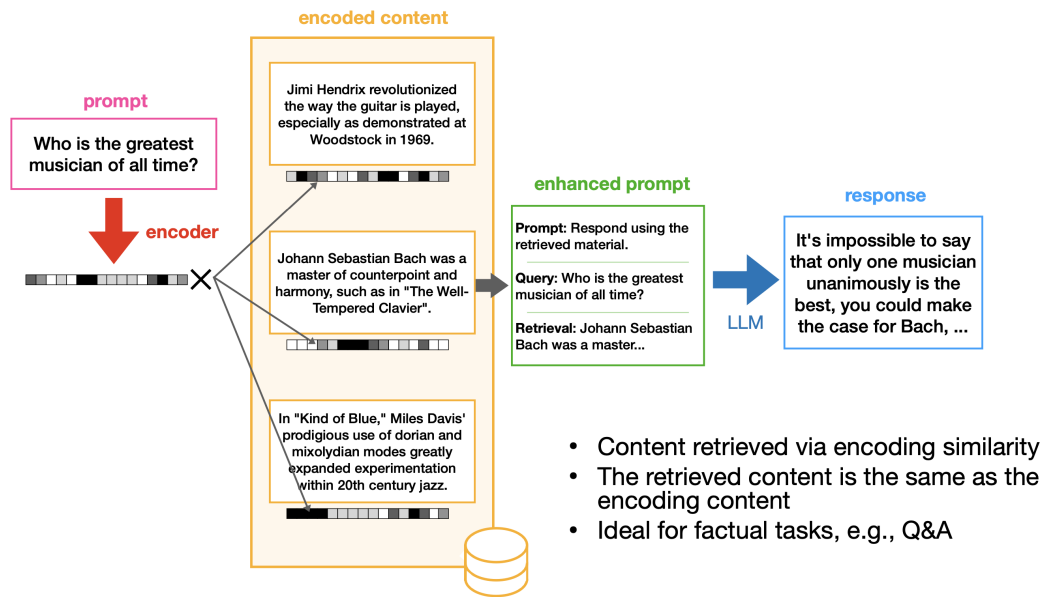 encoded content
prompt
Who is the greatest
musician of all time?
encoder
Jimi Hendrix revolutionized
the way the guitar is played,
especially as demonstrated at
Woodstock in 1969.
Johann Sebastian Bach was a
master of counterpoint and
harmony, such as in "The Well-
Tempered Clavier".
In "Kind of Blue," Miles Davis'
prodigious use of dorian and
mixolydian modes greatly
expanded experimentation
within 20th century jazz.
enhanced prompt
Prompt: Respond using the
retrieved material.
Query: Who is the greatest
musician of all time?
Retrieval: Johann Sebastian
Bach was a master...
LLM
response
It's impossible to say
that only one musician
unanimously is the
best, you could make
the case for Bach, ...
• Content retrieved via encoding similarity
• The retrieved content is the same as the
encoding content
• Ideal for factual tasks, e.g., Q&A